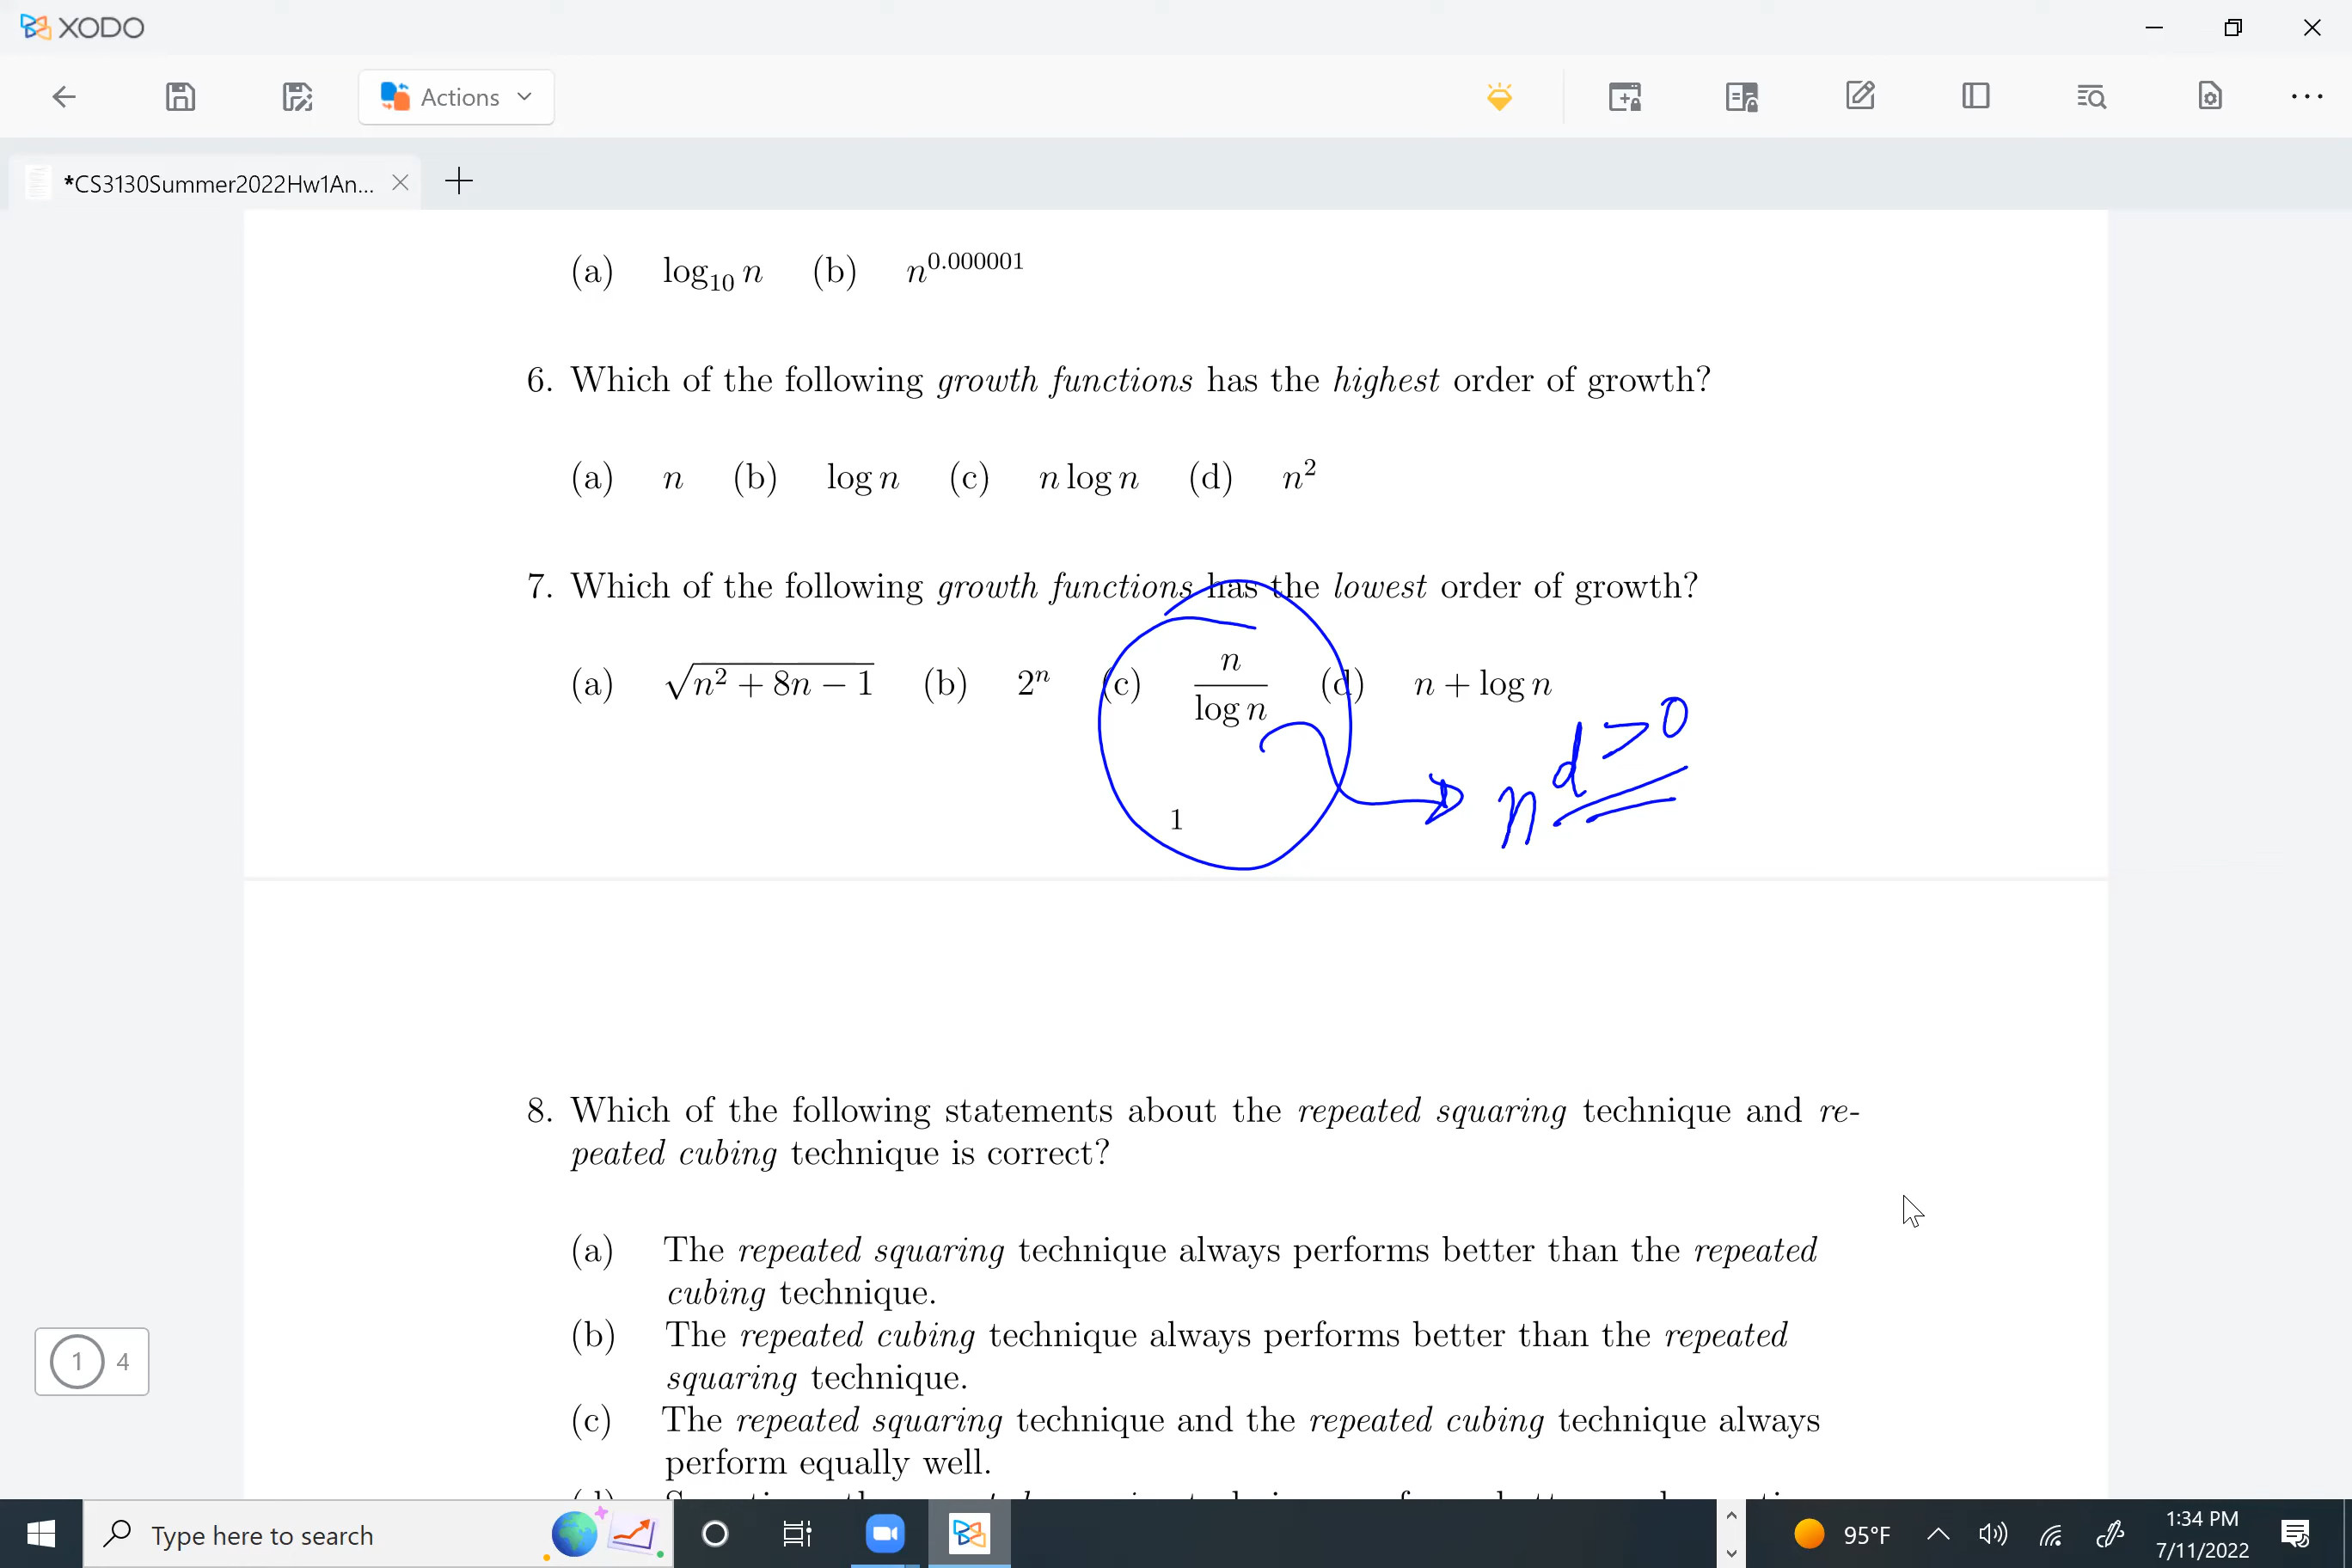 XODO
Actions
*CS3130Summer2022Hw1An...
(a) log₁₀ n (b) n^0.000001
6. Which of the following growth functions has the highest order of growth?
(a) n (b) log n (c) n log n (d) n²
7. Which of the following growth functions has the lowest order of growth?
(a) √(n² + 8n − 1) (b) 2ⁿ (c) n / log n (d) n + log n
n^d > 0
1
8. Which of the following statements about the repeated squaring technique and re-
peated cubing technique is correct?
(a) The repeated squaring technique always performs better than the repeated
cubing technique.
(b) The repeated cubing technique always performs better than the repeated
squaring technique.
(c) The repeated squaring technique and the repeated cubing technique always
perform equally well.
1 4
Type here to search
95°F
1:34 PM
7/11/2022